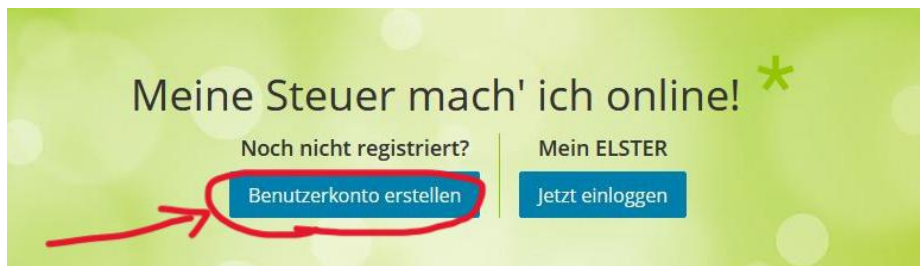 Meine Steuer mach' ich online! *
Noch nicht registriert?
Mein ELSTER
Benutzerkonto erstellen
Jetzt einloggen